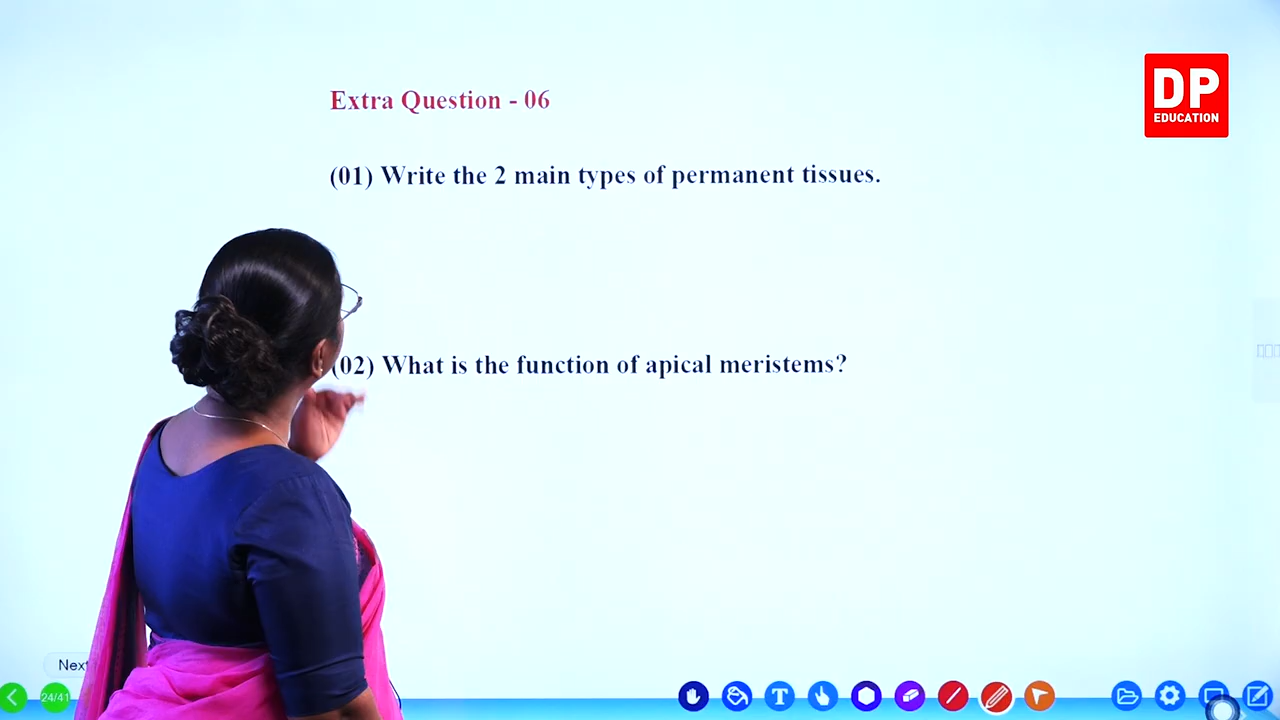 DP
EDUCATION
Extra Question - 06
(01) Write the 2 main types of permanent tissues.
(02) What is the function of apical meristems?
Next
24/41
T